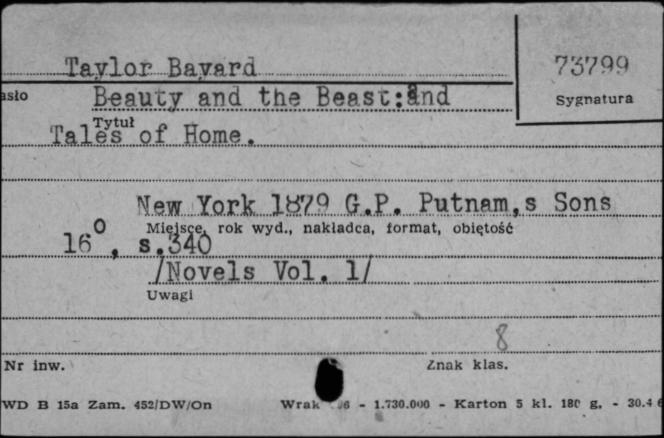 Taylor Bayard
73799
asło
Beauty and the Beast:and
Sygnatura
Tytuł
Tales of Home.
New York 1879 G.P. Putnam,s Sons
Miejsce, rok wyd., nakładca, format, objętość
16°, s.340
/Novels Vol. 1/
Uwagi
8
Nr inw.
Znak klas.
WD B 15a Zam. 452/DW/On Wrak 6 - 1.730.000 - Karton 5 kl. 180 g. - 30.4